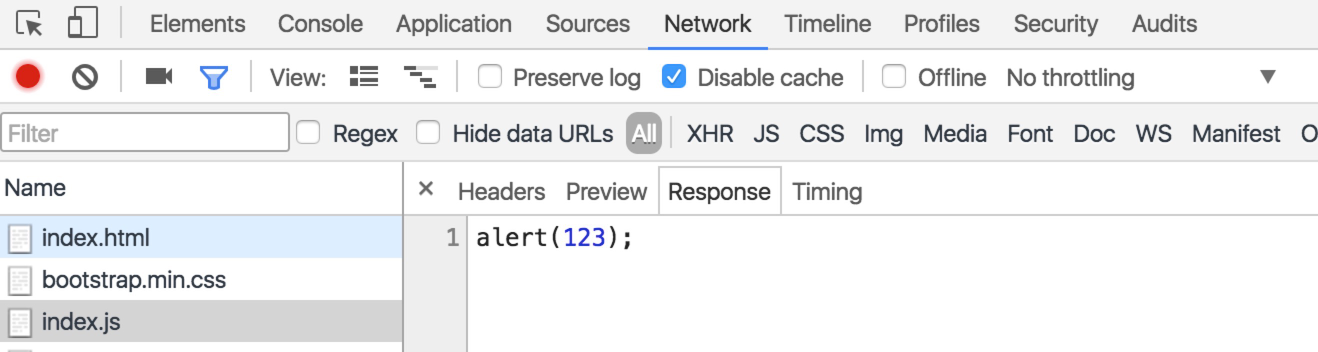 Elements Console Application Sources Network Timeline Profiles Security Audits
View: Preserve log Disable cache Offline No throttling
Filter Regex Hide data URLs All XHR JS CSS Img Media Font Doc WS Manifest O
Name × Headers Preview Response Timing
index.html 1 alert(123);
bootstrap.min.css
index.js